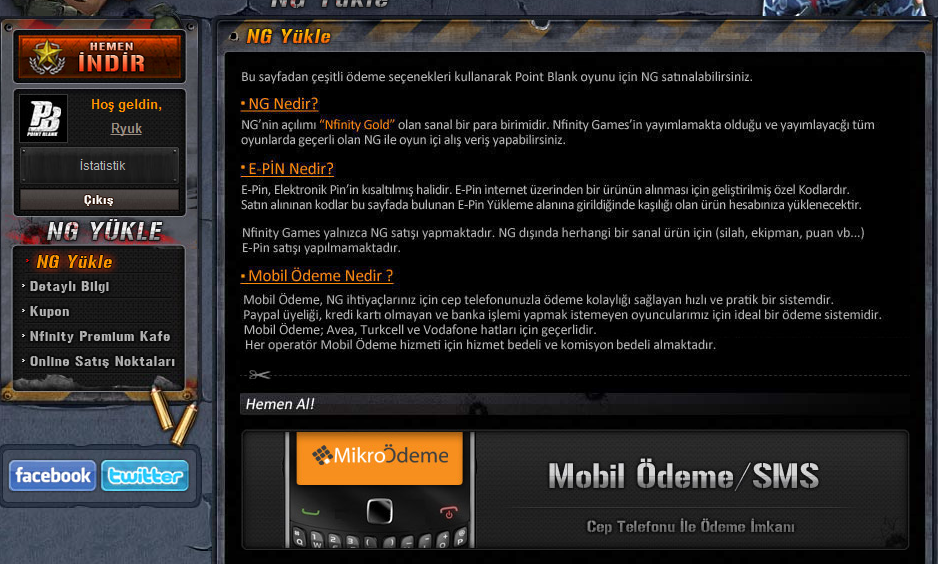 NG Yükle
HEMEN
İNDİR
Hoş geldin,
Ryuk
POINT BLANK
İstatistik
Çıkış
NG YÜKLE
NG Yükle
Detaylı Bilgi
Kupon
Nfinity Premium Kafe
Online Satış Noktaları
facebook
twitter
NG Yükle
Bu sayfadan çeşitli ödeme seçenekleri kullanarak Point Blank oyunu için NG satınalabilirsiniz.
• NG Nedir?
NG'nin açılımı “Nfinity Gold” olan sanal bir para birimidir. Nfinity Games'in yayımlamakta olduğu ve yayımlayacğı tüm
oyunlarda geçerli olan NG ile oyun içi alış veriş yapabilirsiniz.
• E-PİN Nedir?
E-Pin, Elektronik Pin'in kısaltılmış halidir. E-Pin internet üzerinden bir ürünün alınması için geliştirilmiş özel Kodlardır.
Satın alınınan kodlar bu sayfada bulunan E-Pin Yükleme alanına girildiğinde kaşılığı olan ürün hesabınıza yüklenecektir.
Nfinity Games yalnızca NG satışı yapmaktadır. NG dışında herhangi bir sanal ürün için (silah, ekipman, puan vb...)
E-Pin satışı yapılmamaktadır.
• Mobil Ödeme Nedir ?
Mobil Ödeme, NG ihtiyaçlarınız için cep telefonunuzla ödeme kolaylığı sağlayan hızlı ve pratik bir sistemdir.
Paypal üyeliği, kredi kartı olmayan ve banka işlemi yapmak istemeyen oyuncularımız için ideal bir ödeme sistemidir.
Mobil Ödeme; Avea, Turkcell ve Vodafone hatları için geçerlidir.
Her operatör Mobil Ödeme hizmeti için hizmet bedeli ve komisyon bedeli almaktadır.
Hemen Al!
MikroÖdeme
Mobil Ödeme/SMS
Cep Telefonu İle Ödeme İmkanı